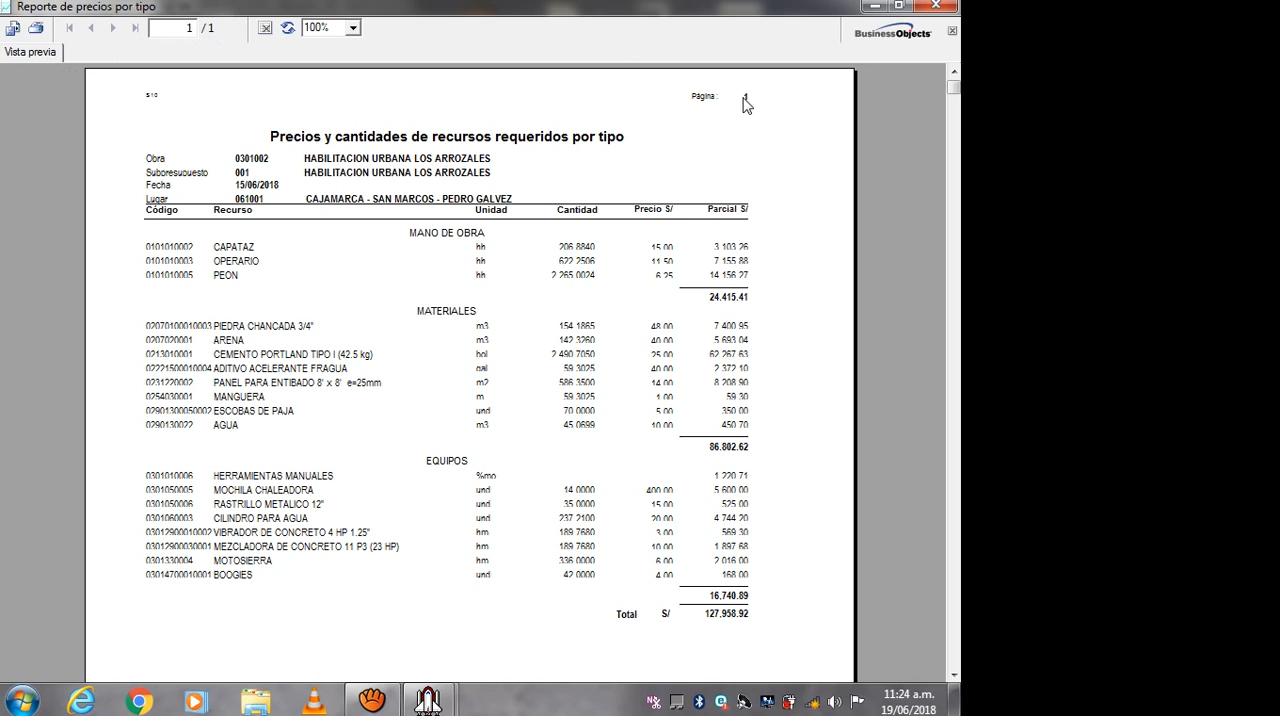 Reporte de precios por tipo
1 / 1 100% BusinessObjects
Vista previa
S10 Página : 1
Precios y cantidades de recursos requeridos por tipo
Obra 0301002 HABILITACION URBANA LOS ARROZALES
Subpresupuesto 001 HABILITACION URBANA LOS ARROZALES
Fecha 15/06/2018
Lugar 061001 CAJAMARCA - SAN MARCOS - PEDRO GALVEZ
Código Recurso Unidad Cantidad Precio S/ Parcial S/
MANO DE OBRA
0101010002 CAPATAZ hh 206.8840 15.00 3,103.26
0101010003 OPERARIO hh 622.2506 11.50 7,155.88
0101010005 PEON hh 2,265.0024 6.25 14,156.27
24,415.41
MATERIALES
02070100010003 PIEDRA CHANCADA 3/4" m3 154.1865 48.00 7,400.95
0207020001 ARENA m3 142.3260 40.00 5,693.04
0213010001 CEMENTO PORTLAND TIPO I (42.5 kg) bol 2,490.7050 25.00 62,267.63
02221500010004 ADITIVO ACELERANTE FRAGUA gal 59.3025 40.00 2,372.10
0231220002 PANEL PARA ENTIBADO 8' x 8' e=25mm m2 586.3500 14.00 8,208.90
0254030001 MANGUERA m 59.3025 1.00 59.30
02901300050002 ESCOBAS DE PAJA und 70.0000 5.00 350.00
0290130022 AGUA m3 45.0699 10.00 450.70
86,802.62
EQUIPOS
0301010006 HERRAMIENTAS MANUALES %mo 1,220.71
0301050005 MOCHILA CHALEADORA und 14.0000 400.00 5,600.00
0301050006 RASTRILLO METALICO 12" und 35.0000 15.00 525.00
0301060003 CILINDRO PARA AGUA und 237.2100 20.00 4,744.20
03012900010002 VIBRADOR DE CONCRETO 4 HP 1.25" hm 189.7680 3.00 569.30
03012900030001 MEZCLADORA DE CONCRETO 11 P3 (23 HP) hm 189.7680 10.00 1,897.68
0301330004 MOTOSIERRA hm 336.0000 6.00 2,016.00
03014700010001 BOOGIES und 42.0000 4.00 168.00
16,740.89
Total S/ 127,958.92
11:24 a.m.
19/06/2018